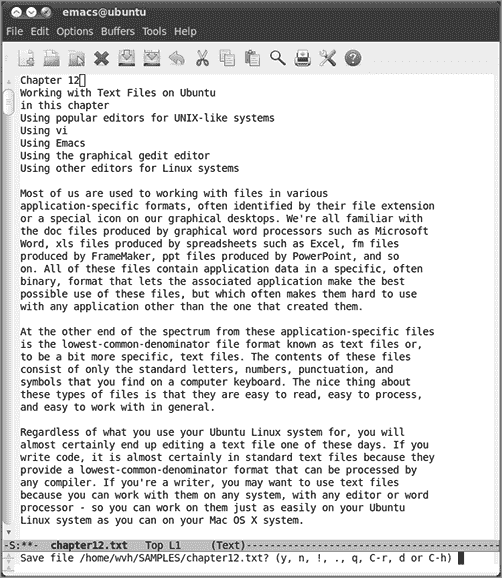 emacs@ubuntu
File Edit Options Buffers Tools Help
Chapter 12
Working with Text Files on Ubuntu
in this chapter
Using popular editors for UNIX-like systems
Using vi
Using Emacs
Using the graphical gedit editor
Using other editors for Linux systems
Most of us are used to working with files in various
application-specific formats, often identified by their file extension
or a special icon on our graphical desktops. We're all familiar with
the doc files produced by graphical word processors such as Microsoft
Word, xls files produced by spreadsheets such as Excel, fm files
produced by FrameMaker, ppt files produced by PowerPoint, and so
on. All of these files contain application data in a specific, often
binary, format that lets the associated application make the best
possible use of these files, but which often makes them hard to use
with any application other than the one that created them.
At the other end of the spectrum from these application-specific files
is the lowest-common-denominator file format known as text files or,
to be a bit more specific, text files. The contents of these files
consist of only the standard letters, numbers, punctuation, and
symbols that you find on a computer keyboard. The nice thing about
these types of files is that they are easy to read, easy to process,
and easy to work with in general.
Regardless of what you use your Ubuntu Linux system for, you will
almost certainly end up editing a text file one of these days. If you
write code, it is almost certainly in standard text files because they
provide a lowest-common-denominator format that can be processed by
any compiler. If you're a writer, you may want to use text files
because you can work with them on any system, with any editor or word
processor - so you can work on them just as easily on your Ubuntu
Linux system as you can on your Mac OS X system.
-S:**- chapter12.txt Top L1 (Text)------------------------------------
Save file /home/wvh/SAMPLES/chapter12.txt? (y, n, !, ., q, C-r, d or C-h)